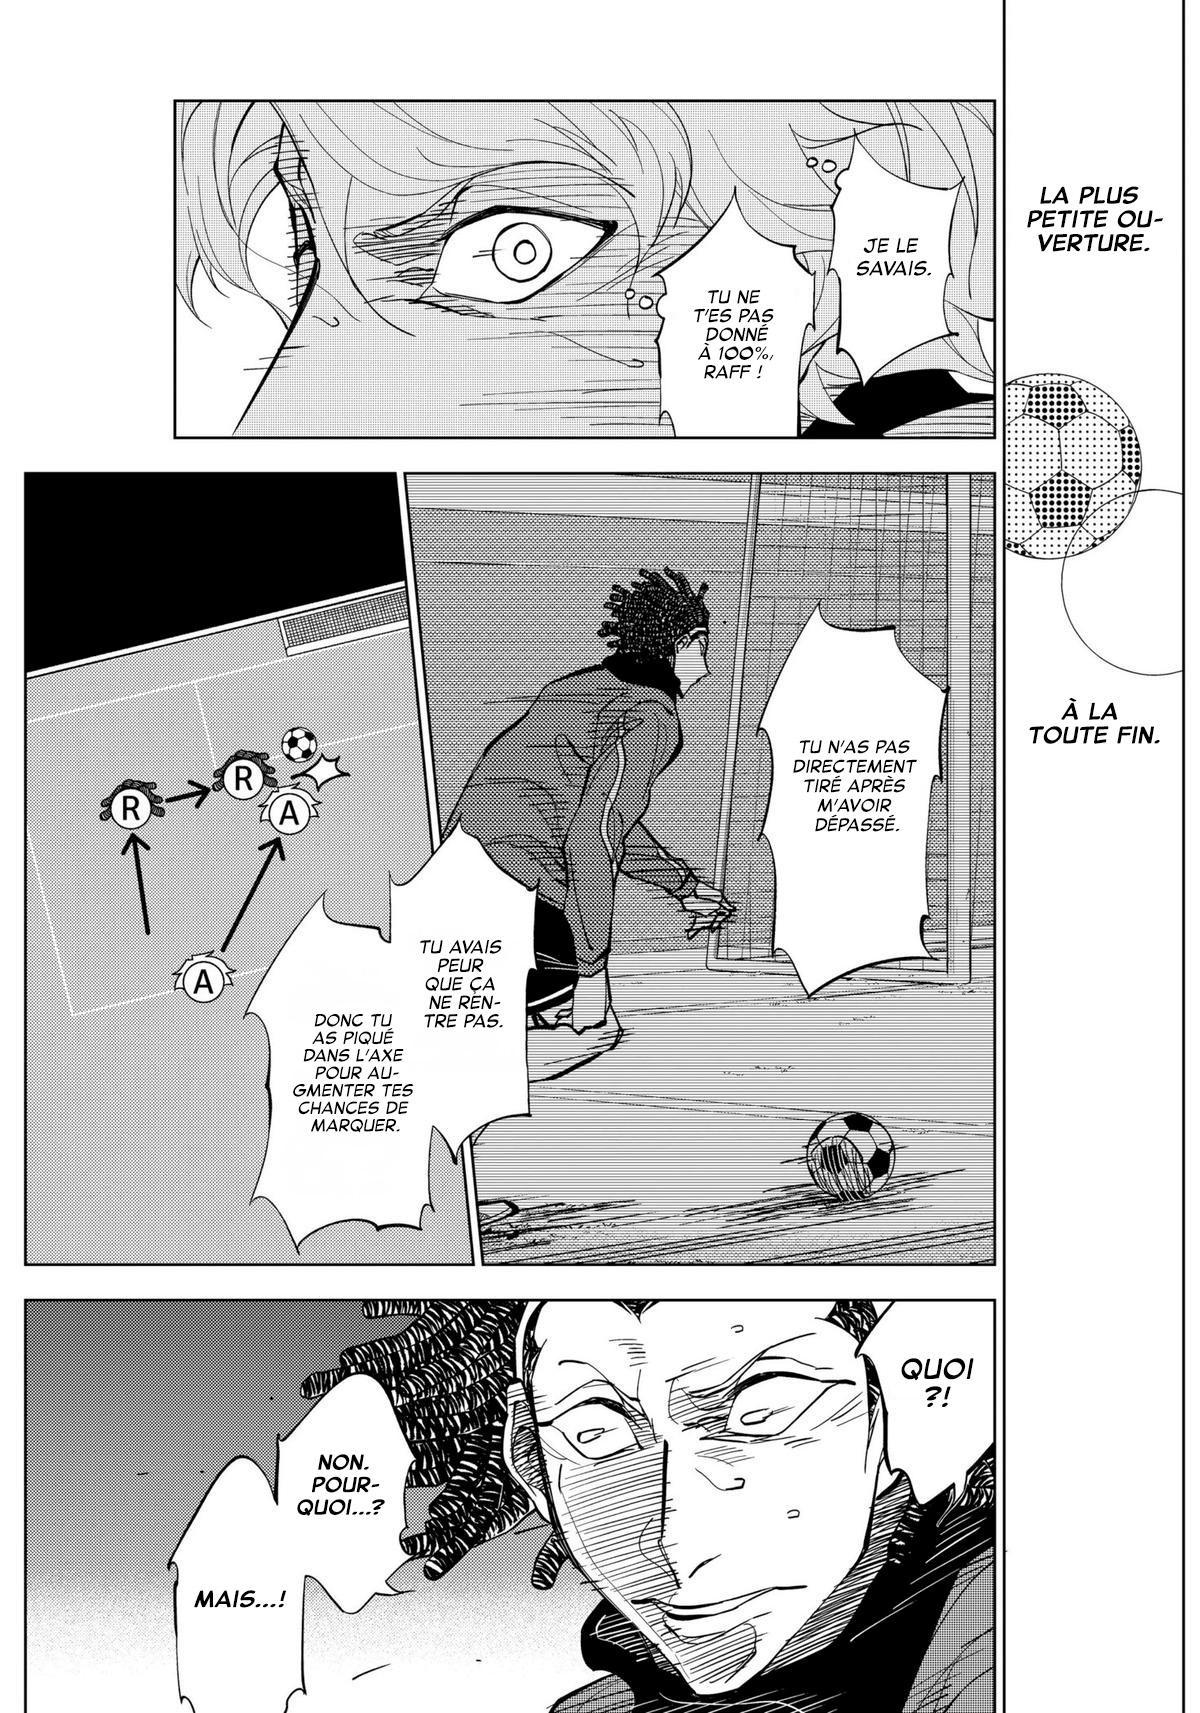 LA PLUS
PETITE OU-
VERTURE.
À LA
TOUTE FIN.
JE LE
SAVAIS.
TU NE
T'ES PAS
DONNÉ
À 100%,
RAFF !
TU N'AS PAS
DIRECTEMENT
TIRÉ APRÈS
M'AVOIR
DÉPASSÉ.
R
R
A
A
TU AVAIS
PEUR
QUE ÇA
NE REN-
TRE PAS.
DONC TU
AS PIQUÉ
DANS L'AXE
POUR AU-
GMENTER TES
CHANCES DE
MARQUER.
QUOI
?!
NON.
POUR-
QUOI...?
MAIS...!